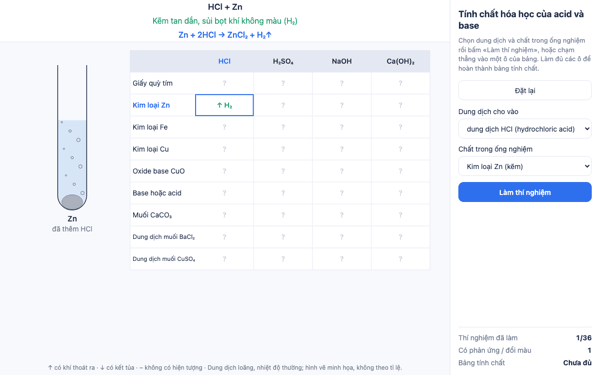 HCl + Zn
Kẽm tan dần, sủi bọt khí không màu (H₂)
Zn + 2HCl → ZnCl₂ + H₂↑
HCl H₂SO₄ NaOH Ca(OH)₂
Giấy quỳ tím ? ? ? ?
Kim loại Zn ↑ H₂ ? ? ?
Kim loại Fe ? ? ? ?
Kim loại Cu ? ? ? ?
Oxide base CuO ? ? ? ?
Base hoặc acid ? ? ? ?
Muối CaCO₃ ? ? ? ?
Dung dịch muối BaCl₂ ? ? ? ?
Dung dịch muối CuSO₄ ? ? ? ?
Zn
đã thêm HCl
↑ có khí thoát ra · ↓ có kết tủa · – không có hiện tượng · Dung dịch loãng, nhiệt độ thường; hình vẽ minh họa, không theo tỉ lệ.
Tính chất hóa học của acid và
base
Chọn dung dịch và chất trong ống nghiệm
rồi bấm «Làm thí nghiệm», hoặc chạm
thẳng vào một ô của bảng. Làm đủ các ô để
hoàn thành bảng tính chất.
Đặt lại
Dung dịch cho vào
dung dịch HCl (hydrochloric acid)
Chất trong ống nghiệm
Kim loại Zn (kẽm)
Làm thí nghiệm
Thí nghiệm đã làm 1/36
Có phản ứng / đổi màu 1
Bảng tính chất Chưa đủ